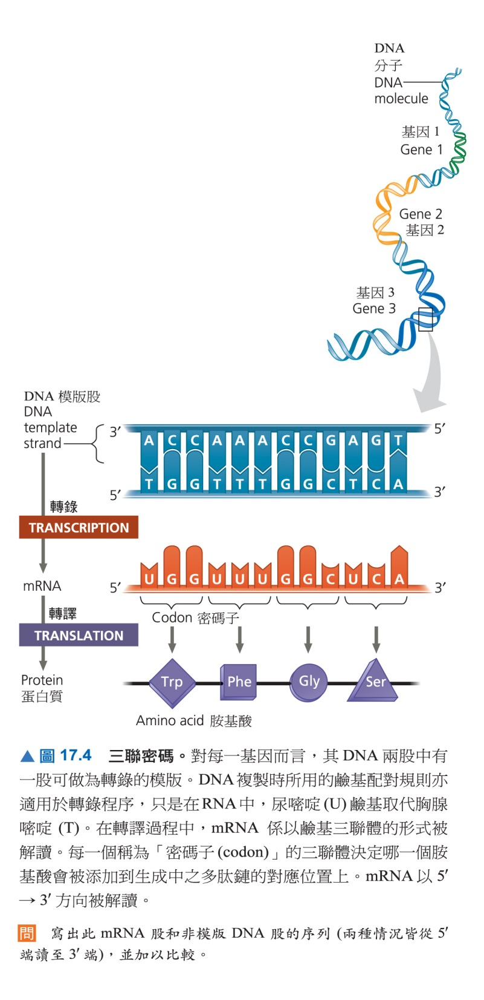 DNA
分子
DNA
molecule
基因 1
Gene 1
Gene 2
基因 2
基因 3
Gene 3
DNA 模版股
DNA
template
strand
3′ 5′
A C C A A A C C G A G T
T G G T T T G G C T C A
5′ 3′
轉錄
TRANSCRIPTION
mRNA
5′ U G G U U U G G C U C A 3′
Codon 密碼子
轉譯
TRANSLATION
Protein
蛋白質
Trp Phe Gly Ser
Amino acid 胺基酸
▲ 圖 17.4 三聯密碼。對每一基因而言，其 DNA 兩股中有
一股可做為轉錄的模版。DNA 複製時所用的鹼基配對規則亦
適用於轉錄程序，只是在 RNA 中，尿嘧啶 (U) 鹼基取代胸腺
嘧啶 (T)。在轉譯過程中，mRNA 係以鹼基三聯體的形式被
解讀。每一個稱為「密碼子 (codon)」的三聯體決定哪一個胺
基酸會被添加到生成中之多肽鏈的對應位置上。mRNA 以 5′
→ 3′ 方向被解讀。
問 寫出此 mRNA 股和非模版 DNA 股的序列 (兩種情況皆從 5′
端讀至 3′ 端)，並加以比較。